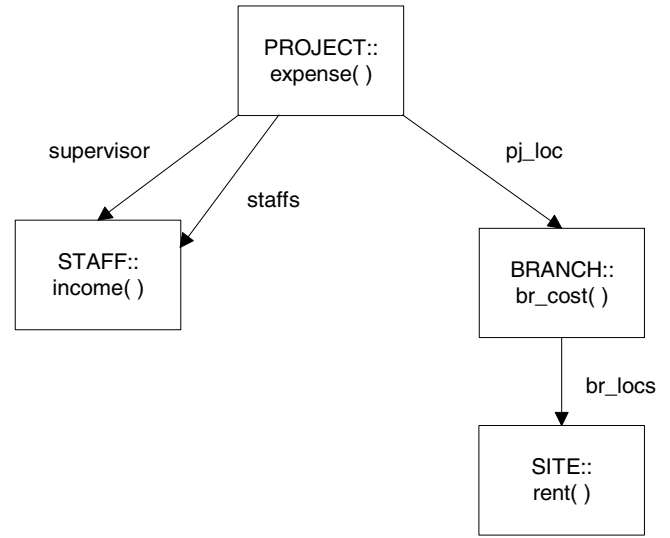 PROJECT::
expense( )
supervisor
pj_loc
staffs
STAFF::
income( )
BRANCH::
br_cost( )
br_locs
SITE::
rent( )